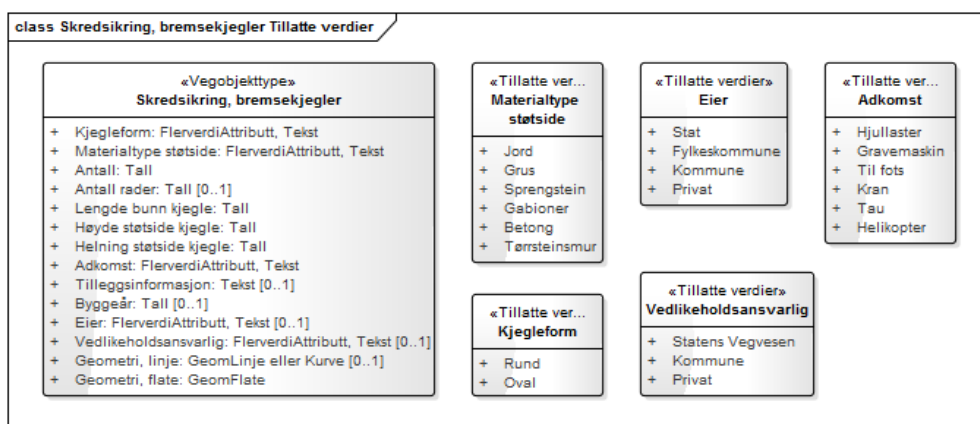 class Skredsikring, bremsekjegler Tillatte verdier
«Vegobjekttype»
Skredsikring, bremsekjegler
+ Kjegleform: FlerverdiAttributt, Tekst
+ Materialtype støtside: FlerverdiAttributt, Tekst
+ Antall: Tall
+ Antall rader: Tall [0..1]
+ Lengde bunn kjegle: Tall
+ Høyde støtside kjegle: Tall
+ Helning støtside kjegle: Tall
+ Adkomst: FlerverdiAttributt, Tekst
+ Tilleggsinformasjon: Tekst [0..1]
+ Byggeår: Tall [0..1]
+ Eier: FlerverdiAttributt, Tekst [0..1]
+ Vedlikeholdsansvarlig: FlerverdiAttributt, Tekst [0..1]
+ Geometri, linje: GeomLinje eller Kurve [0..1]
+ Geometri, flate: GeomFlate
«Tillatte ver...
Materialtype
støtside
+ Jord
+ Grus
+ Sprengstein
+ Gabioner
+ Betong
+ Tørrsteinsmur
«Tillatte verdier»
Eier
+ Stat
+ Fylkeskommune
+ Kommune
+ Privat
«Tillatte ver...
Adkomst
+ Hjullaster
+ Gravemaskin
+ Til fots
+ Kran
+ Tau
+ Helikopter
«Tillatte ver...
Kjegleform
+ Rund
+ Oval
«Tillatte verdier»
Vedlikeholdsansvarlig
+ Statens Vegvesen
+ Kommune
+ Privat